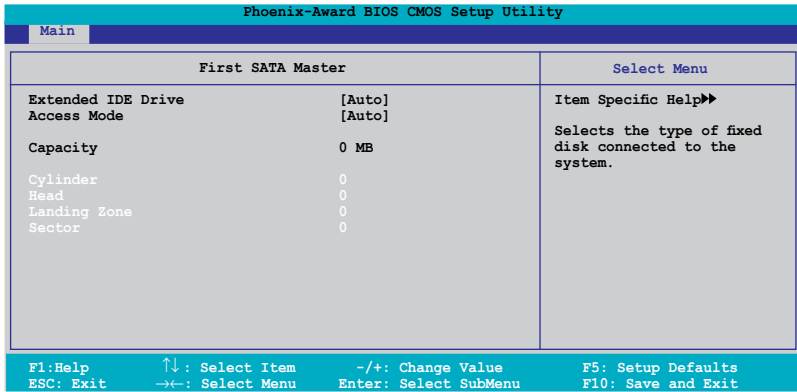 Phoenix-Award BIOS CMOS Setup Utility
Main
First SATA Master
Select Menu
Extended IDE Drive [Auto]
Access Mode [Auto]
Capacity 0 MB
Cylinder 0
Head 0
Landing Zone 0
Sector 0
Item Specific Help▶▶
Selects the type of fixed
disk connected to the
system.
F1:Help ↑↓: Select Item -/+: Change Value F5: Setup Defaults
ESC: Exit →←: Select Menu Enter: Select SubMenu F10: Save and Exit